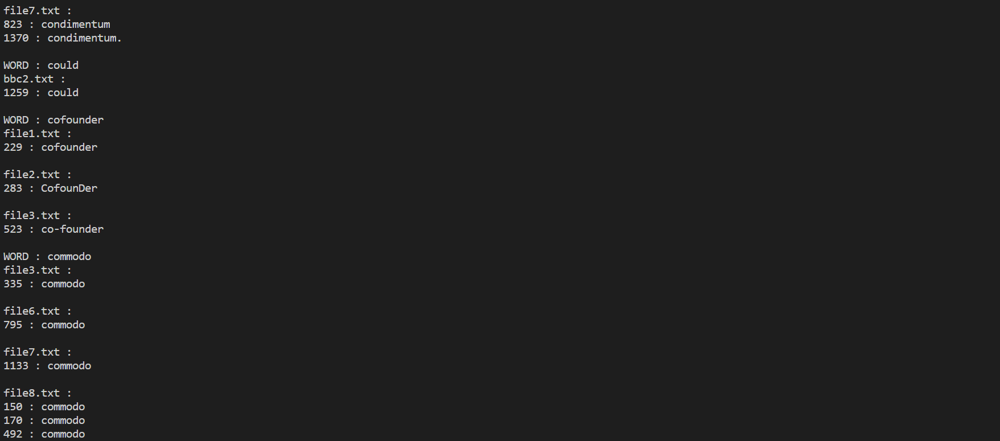 file7.txt :
823 : condimentum
1370 : condimentum.

WORD : could
bbc2.txt :
1259 : could

WORD : cofounder
file1.txt :
229 : cofounder

file2.txt :
283 : CofounDer

file3.txt :
523 : co-founder

WORD : commodo
file3.txt :
335 : commodo

file6.txt :
795 : commodo

file7.txt :
1133 : commodo

file8.txt :
150 : commodo
170 : commodo
492 : commodo